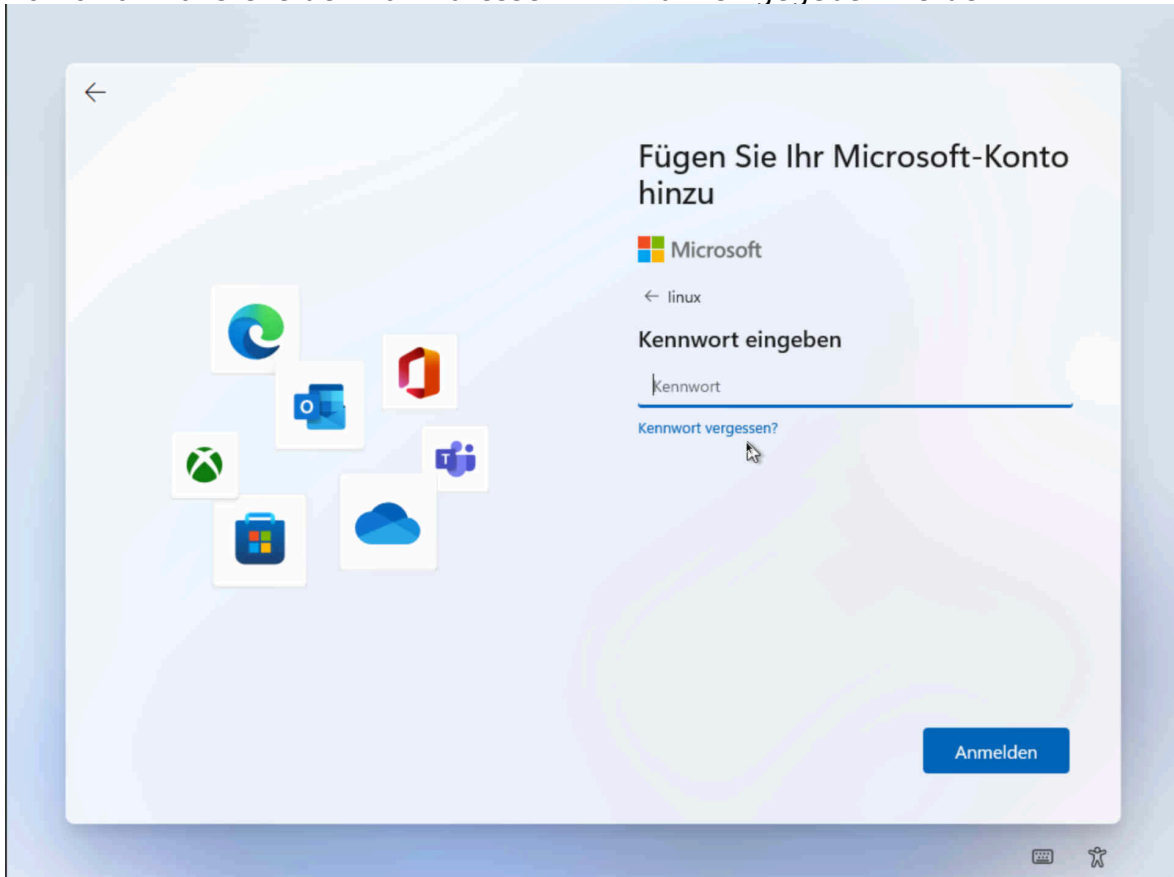 Fügen Sie Ihr Microsoft-Konto
hinzu
Microsoft
← linux
Kennwort eingeben
Kennwort
Kennwort vergessen?
Anmelden